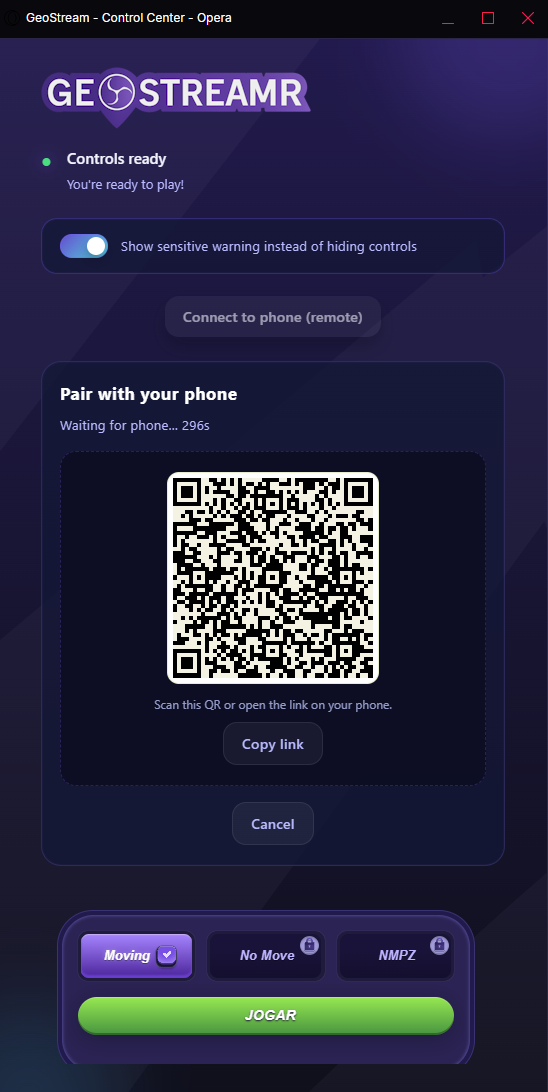 GeoStream - Control Center - Opera
GEOSTREAMR
Controls ready
You're ready to play!
Show sensitive warning instead of hiding controls
Connect to phone (remote)
Pair with your phone
Waiting for phone... 296s
Scan this QR or open the link on your phone.
Copy link
Cancel
Moving No Move NMPZ
JOGAR